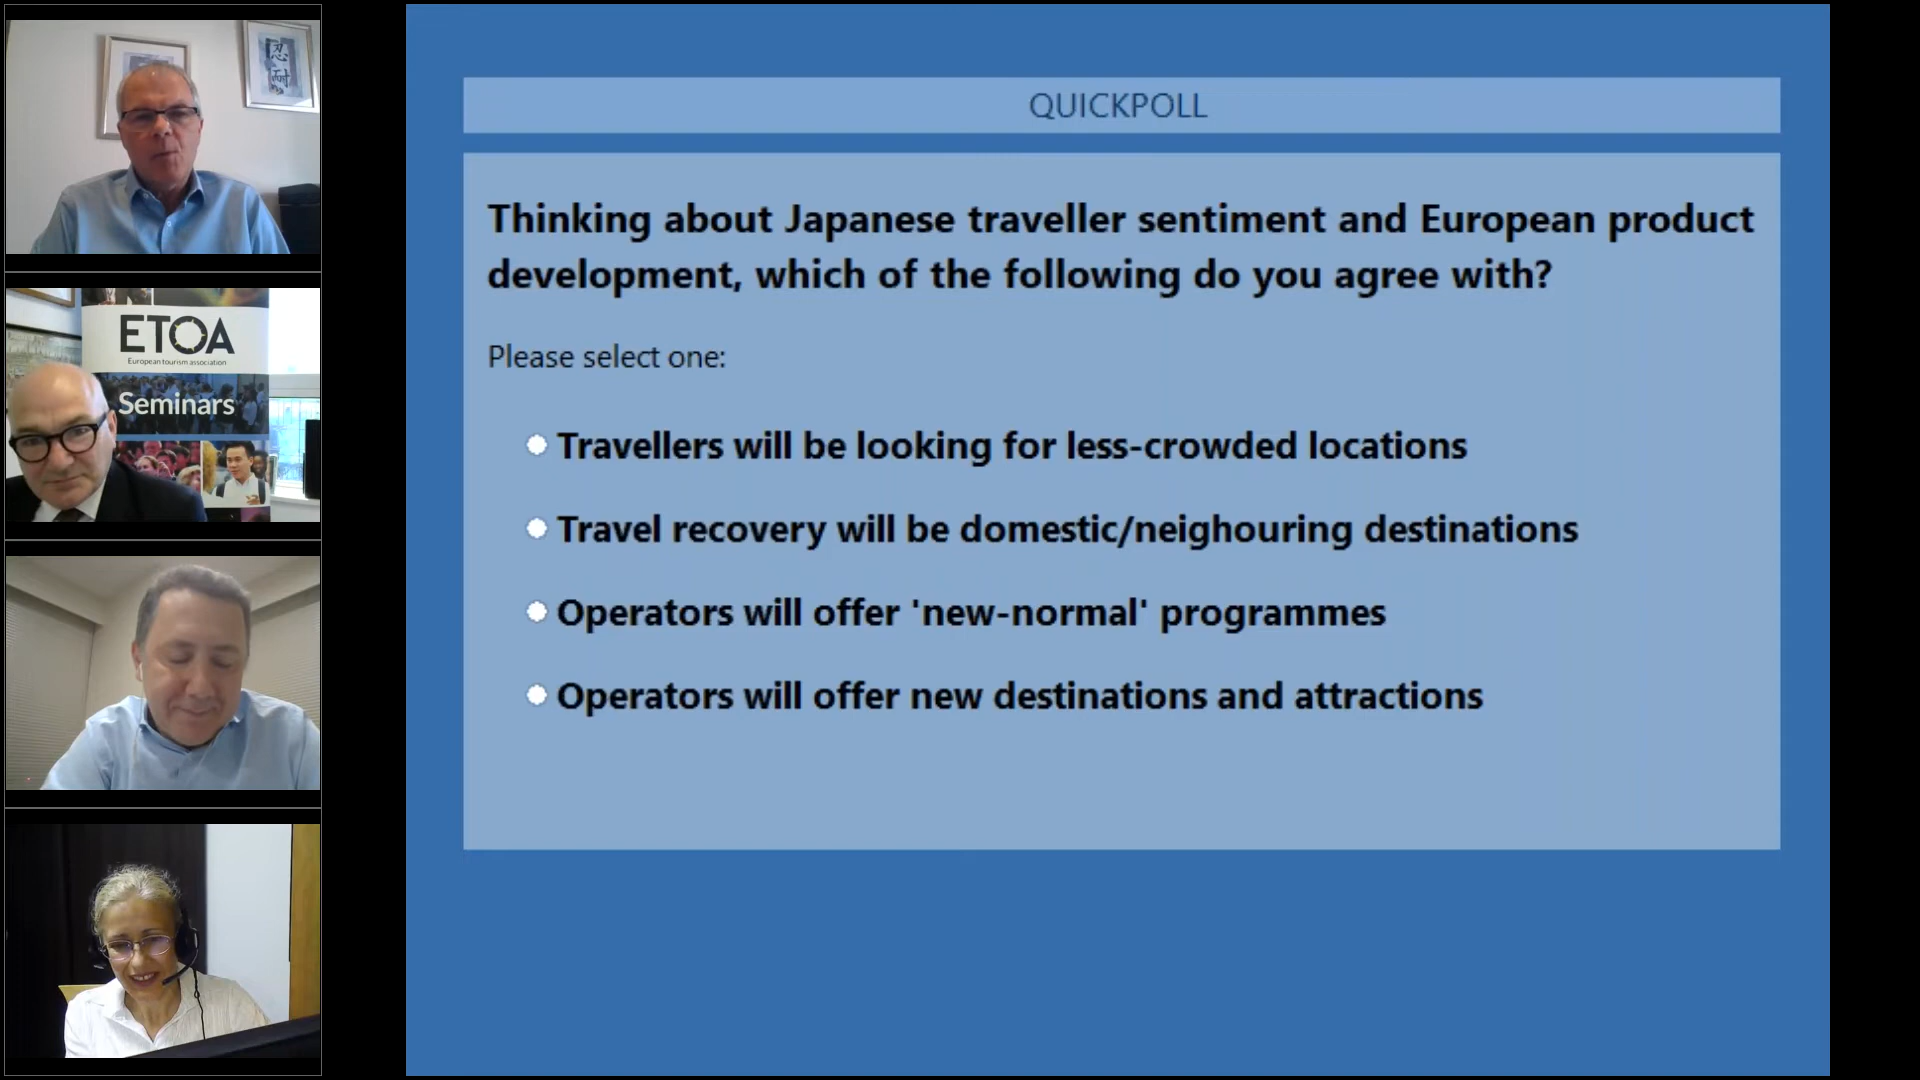 忍
耐
ETOA
European tourism association
Seminars
QUICKPOLL
Thinking about Japanese traveller sentiment and European product
development, which of the following do you agree with?
Please select one:
Travellers will be looking for less-crowded locations
Travel recovery will be domestic/neighouring destinations
Operators will offer 'new-normal' programmes
Operators will offer new destinations and attractions